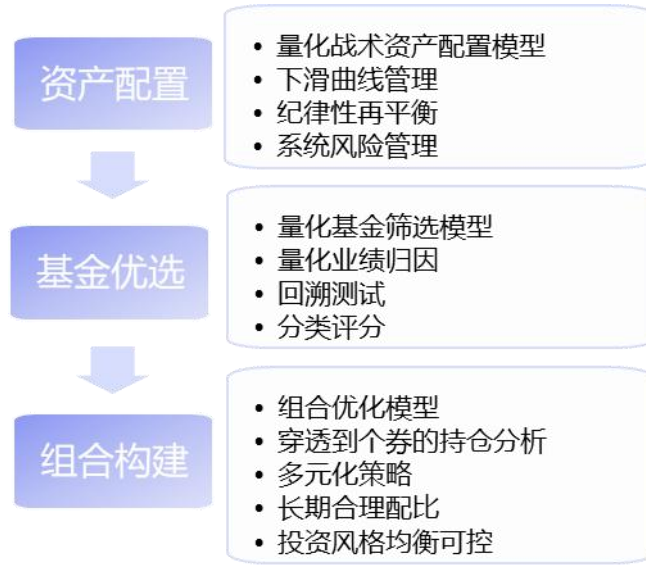 资产配置
• 量化战术资产配置模型
• 下滑曲线管理
• 纪律性再平衡
• 系统风险管理
基金优选
• 量化基金筛选模型
• 量化业绩归因
• 回溯测试
• 分类评分
组合构建
• 组合优化模型
• 穿透到个券的持仓分析
• 多元化策略
• 长期合理配比
• 投资风格均衡可控